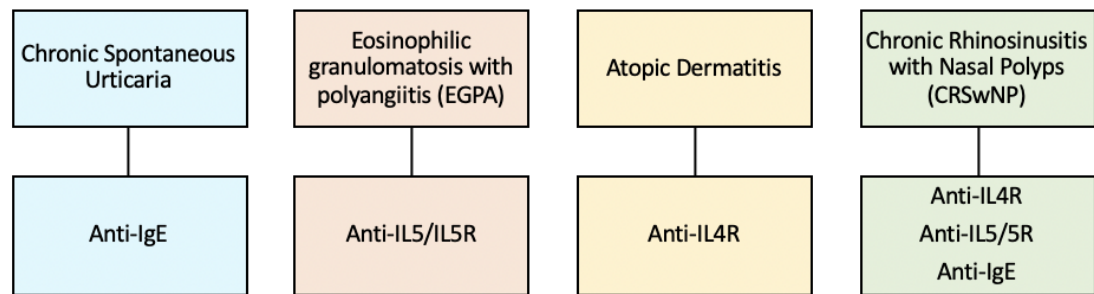 Chronic Spontaneous
Urticaria
Eosinophilic
granulomatosis with
polyangiitis (EGPA)
Atopic Dermatitis
Chronic Rhinosinusitis
with Nasal Polyps
(CRSwNP)
Anti-IgE
Anti-IL5/IL5R
Anti-IL4R
Anti-IL4R
Anti-IL5/5R
Anti-IgE